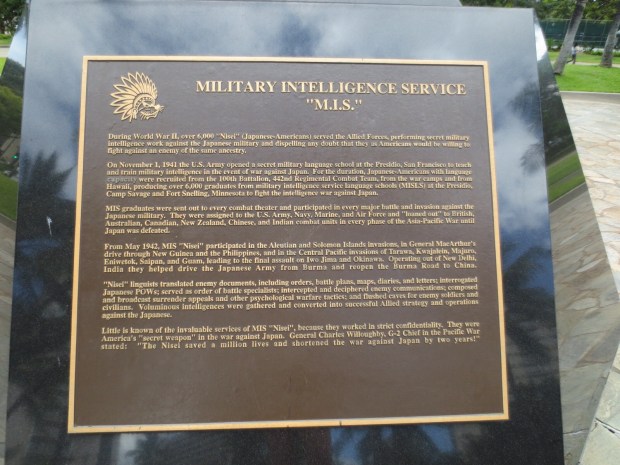 MILITARY INTELLIGENCE SERVICE
"M.I.S."
During World War II, over 6,000 "Nisei" (Japanese-Americans) served the Allied Forces, performing secret military
intelligence work against the Japanese military and dispelling any doubt that they as Americans would be willing to
fight against an enemy of the same ancestry.
On November 1, 1941 the U.S. Army opened a secret military language school at the Presidio, San Francisco to teach
and train military intelligence in the event of war against Japan. For the duration, Japanese-Americans with language
capacity were recruited from the 100th Battalion, 442nd Regimental Combat Team, from the war camps and from
Hawaii, producing over 6,000 graduates from military intelligence service language schools (MISLS) at the Presidio,
Camp Savage and Fort Snelling, Minnesota to fight the intelligence war against Japan.
MIS graduates were sent out to every combat theater and participated in every major battle and invasion against the
Japanese military. They were assigned to the U.S. Army, Navy, Marine, and Air Force and "loaned out" to British,
Australian, Canadian, New Zealand, Chinese, and Indian combat units in every phase of the Asia-Pacific War until
Japan was defeated.
From May 1942, MIS "Nisei" participated in the Aleutian and Solomon Islands invasions, in General MacArthur's
drive through New Guinea and the Philippines, and in the Central Pacific invasions of Tarawa, Kwajalein, Majuro,
Eniwetok, Saipan, and Guam, leading to the final assault on Iwo Jima and Okinawa. Operating out of New Delhi,
India they helped drive the Japanese Army from Burma and reopen the Burma Road to China.
"Nisei" linguists translated enemy documents, including orders, battle plans, maps, diaries, and letters; interrogated
Japanese POWs; served as order of battle specialists; intercepted and deciphered enemy communications; composed
and broadcast surrender appeals and other psychological warfare tactics; and flushed caves for enemy soldiers and
civilians. Voluminous intelligences were gathered and converted into successful Allied strategy and operations
against the Japanese.
Little is known of the invaluable services of MIS "Nisei", because they worked in strict confidentiality. They were
America's "secret weapon" in the war against Japan. General Charles Willoughby, G-2 Chief in the Pacific War
stated: "The Nisei saved a million lives and shortened the war against Japan by two years!"